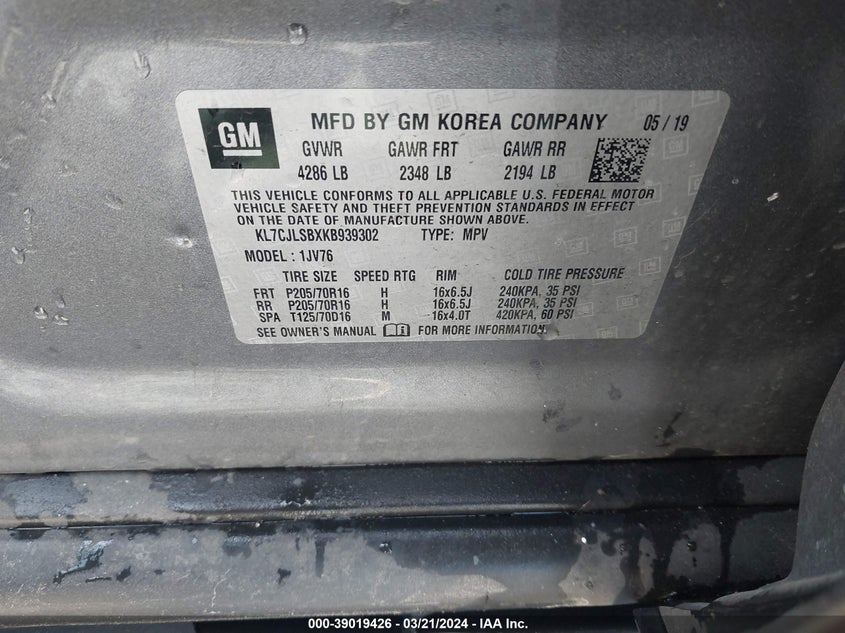 GM MFD BY GM KOREA COMPANY 05 / 19
GVWR GAWR FRT GAWR RR
4286 LB 2348 LB 2194 LB
THIS VEHICLE CONFORMS TO ALL APPLICABLE U.S. FEDERAL MOTOR
VEHICLE SAFETY AND THEFT PREVENTION STANDARDS IN EFFECT
ON THE DATE OF MANUFACTURE SHOWN ABOVE.
KL7CJLSBXKB939302 TYPE: MPV
MODEL : 1JV76
TIRE SIZE SPEED RTG RIM COLD TIRE PRESSURE
FRT P205/70R16 H 16x6.5J 240KPA, 35 PSI
RR P205/70R16 H 16x6.5J 240KPA, 35 PSI
SPA T125/70D16 M 16x4.0T 420KPA, 60 PSI
SEE OWNER'S MANUAL FOR MORE INFORMATION.
000-39019426 - 03/21/2024 - IAA Inc.